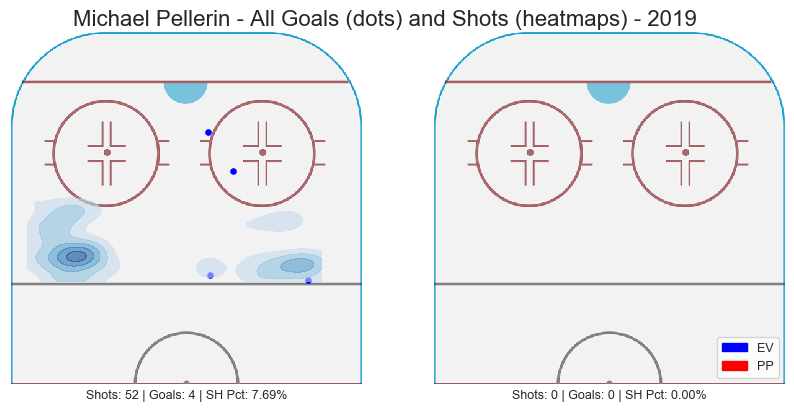 Michael Pellerin - All Goals (dots) and Shots (heatmaps) - 2019
EV
PP
Shots: 52 | Goals: 4 | SH Pct: 7.69%
Shots: 0 | Goals: 0 | SH Pct: 0.00%